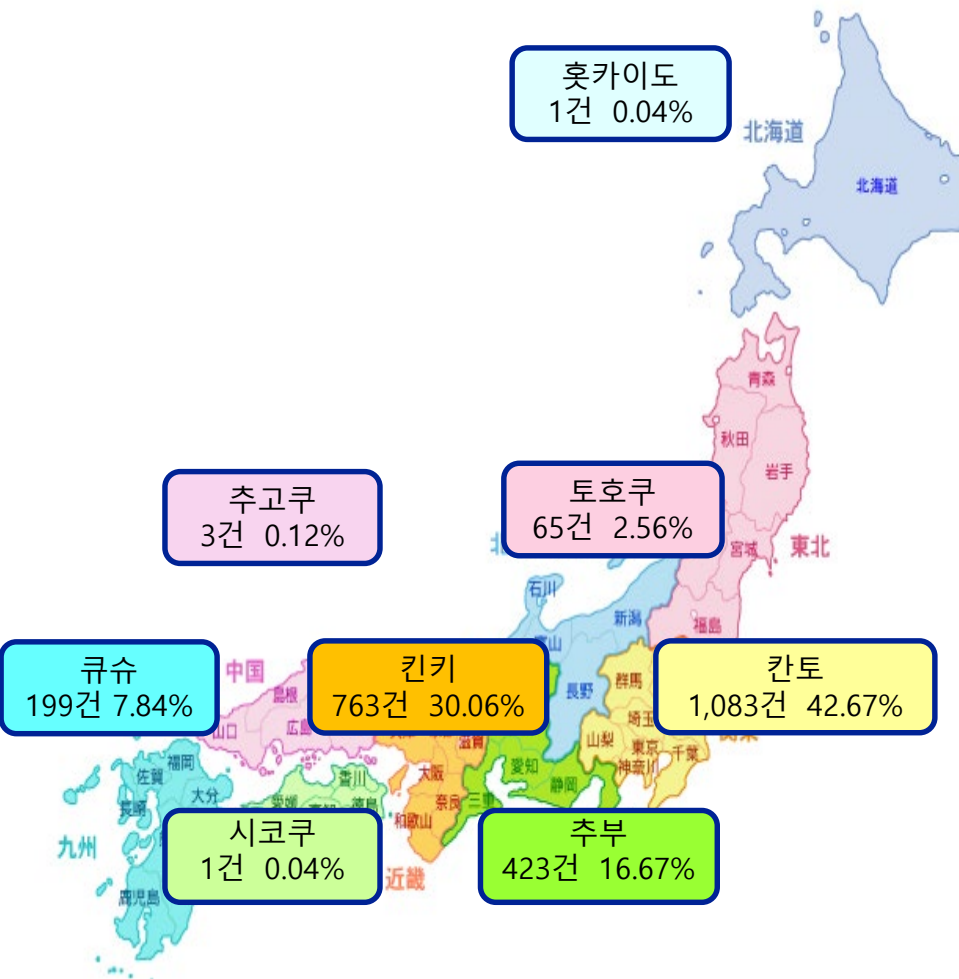 홋카이도
1건 0.04%
北海道
北海道
青森
秋田
岩手
추고쿠
3건 0.12%
토호쿠
65건 2.56%
北
宮城
東北
石川
新潟
福島
큐슈
199건 7.84%
中国
島根
山口
広島
킨키
763건 30.06%
칸토
1,083건 42.67%
長野
群馬
埼玉
山梨
東京
神奈川
千葉
福岡
佐賀
長崎
大分
香川
愛媛
徳島
滋賀
大阪
奈良
三重
和歌山
愛知
静岡
九州
시코쿠
1건 0.04%
추부
423건 16.67%
近畿
鹿児島